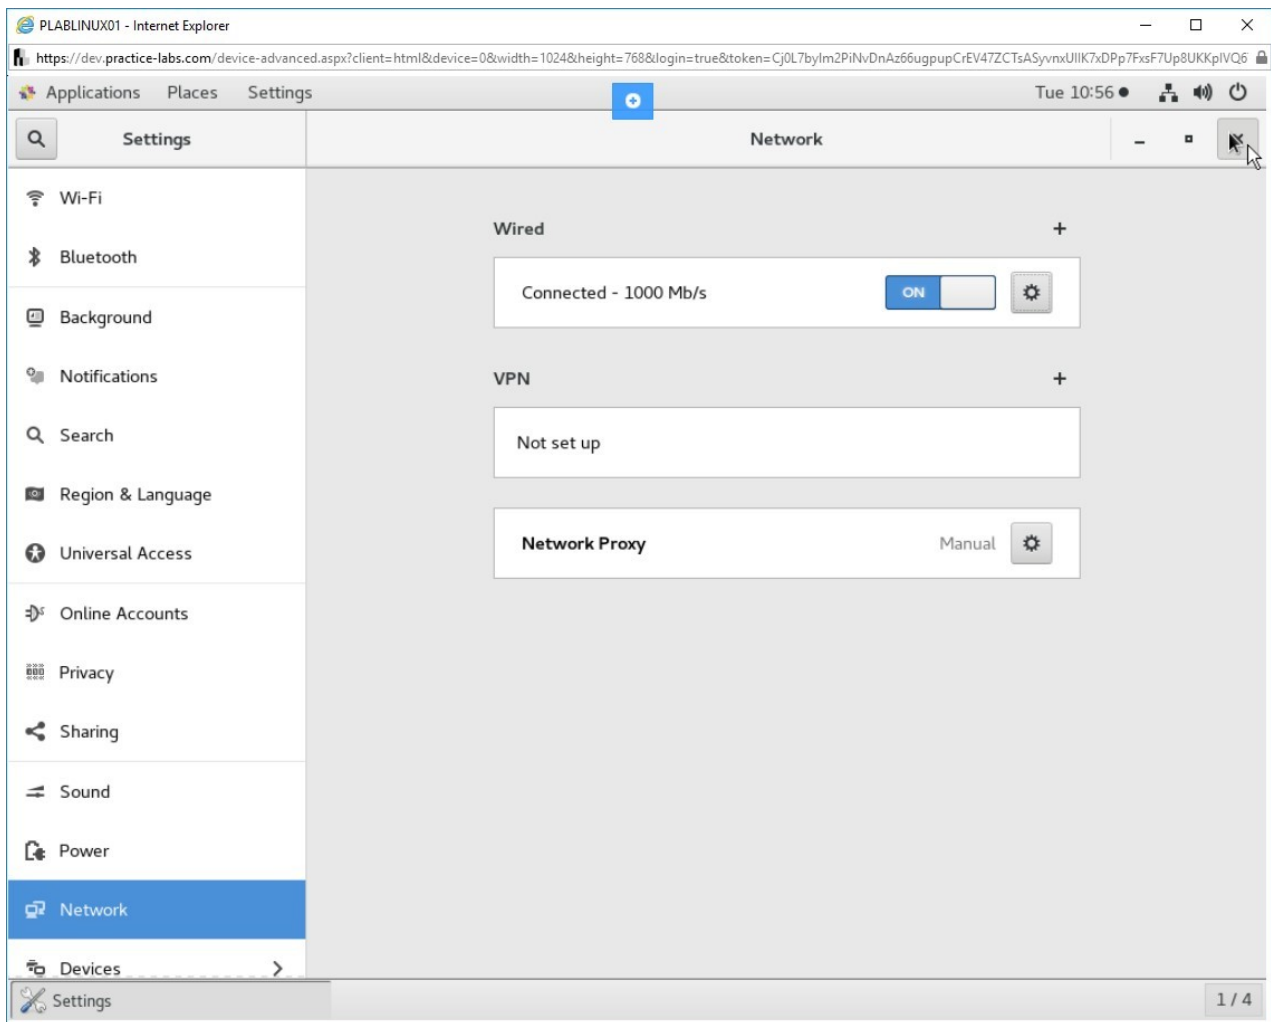 PLABLINUX01 - Internet Explorer
https://dev.practice-labs.com/device-advanced.aspx?client=html&device=0&width=1024&height=768&login=true&token=
Applications Places Settings Tue 10:56
Settings Network
Wi-Fi
Bluetooth
Background
Notifications
Search
Region & Language
Universal Access
Online Accounts
Privacy
Sharing
Sound
Power
Network
Devices
Wired +
Connected - 1000 Mb/s ON
VPN +
Not set up
Network Proxy Manual
Settings 1 / 4